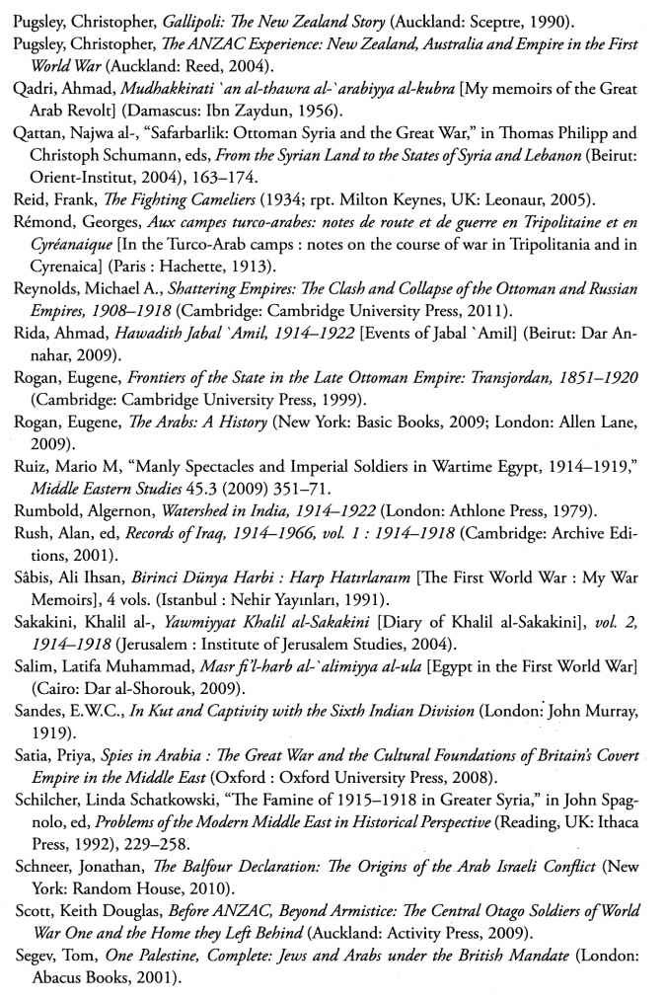 Pugsley, Christopher, Gallipoli: The New Zealand Story (Auckland: Sceptre, 1990).
Pugsley, Christopher, The ANZAC Experience: New Zealand, Australia and Empire in the First
World War (Auckland: Reed, 2004).
Qadri, Ahmad, Mudhakkirati `an al-thawra al-`arabiyya al-kubra [My memoirs of the Great
Arab Revolt] (Damascus: Ibn Zaydun, 1956).
Qattan, Najwa al-, “Safarbarlik: Ottoman Syria and the Great War,” in Thomas Philipp and
Christoph Schumann, eds, From the Syrian Land to the States of Syria and Lebanon (Beirut:
Orient-Institut, 2004), 163–174.
Reid, Frank, The Fighting Cameliers (1934; rpt. Milton Keynes, UK: Leonaur, 2005).
Rémond, Georges, Aux campes turco-arabes: notes de route et de guerre en Tripolitaine et en
Cyréanaique [In the Turco-Arab camps : notes on the course of war in Tripolitania and in
Cyrenaica] (Paris : Hachette, 1913).
Reynolds, Michael A., Shattering Empires: The Clash and Collapse of the Ottoman and Russian
Empires, 1908–1918 (Cambridge: Cambridge University Press, 2011).
Rida, Ahmad, Hawadith Jabal `Amil, 1914–1922 [Events of Jabal `Amil] (Beirut: Dar An-
nahar, 2009).
Rogan, Eugene, Frontiers of the State in the Late Ottoman Empire: Transjordan, 1851–1920
(Cambridge: Cambridge University Press, 1999).
Rogan, Eugene, The Arabs: A History (New York: Basic Books, 2009; London: Allen Lane,
2009).
Ruiz, Mario M, “Manly Spectacles and Imperial Soldiers in Wartime Egypt, 1914–1919,”
Middle Eastern Studies 45.3 (2009) 351–71.
Rumbold, Algernon, Watershed in India, 1914–1922 (London: Athlone Press, 1979).
Rush, Alan, ed, Records of Iraq, 1914–1966, vol. 1 : 1914–1918 (Cambridge: Archive Edi-
tions, 2001).
Sâbis, Ali Ihsan, Birinci Dünya Harbi : Harp Hatırlaraım [The First World War : My War
Memoirs], 4 vols. (Istanbul : Nehir Yayınları, 1991).
Sakakini, Khalil al-, Yawmiyyat Khalil al-Sakakini [Diary of Khalil al-Sakakini], vol. 2,
1914–1918 (Jerusalem : Institute of Jerusalem Studies, 2004).
Salim, Latifa Muhammad, Masr fi’l-harb al-`alimiyya al-ula [Egypt in the First World War]
(Cairo: Dar al-Shorouk, 2009).
Sandes, E.W.C., In Kut and Captivity with the Sixth Indian Division (London: John Murray,
1919).
Satia, Priya, Spies in Arabia : The Great War and the Cultural Foundations of Britain’s Covert
Empire in the Middle East (Oxford : Oxford University Press, 2008).
Schilcher, Linda Schatkowski, “The Famine of 1915–1918 in Greater Syria,” in John Spag-
nolo, ed, Problems of the Modern Middle East in Historical Perspective (Reading, UK: Ithaca
Press, 1992), 229–258.
Schneer, Jonathan, The Balfour Declaration: The Origins of the Arab Israeli Conflict (New
York: Random House, 2010).
Scott, Keith Douglas, Before ANZAC, Beyond Armistice: The Central Otago Soldiers of World
War One and the Home they Left Behind (Auckland: Activity Press, 2009).
Segev, Tom, One Palestine, Complete: Jews and Arabs under the British Mandate (London:
Abacus Books, 2001).